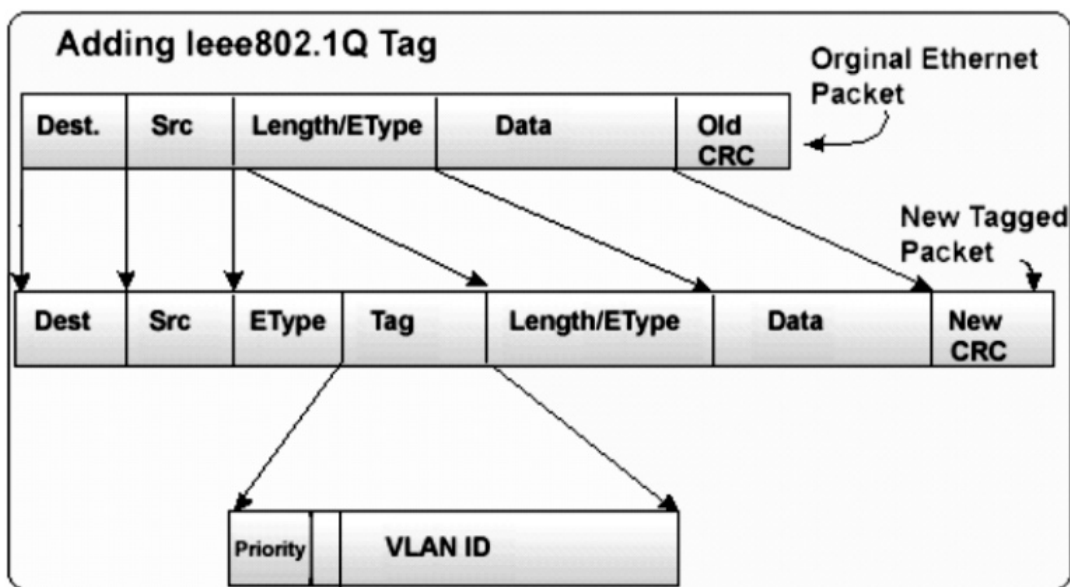 Adding Ieee802.1Q Tag
Orginal Ethernet
Packet
Dest. Src Length/EType Data Old
CRC
New Tagged
Packet
Dest Src EType Tag Length/EType Data New
CRC
Priority VLAN ID